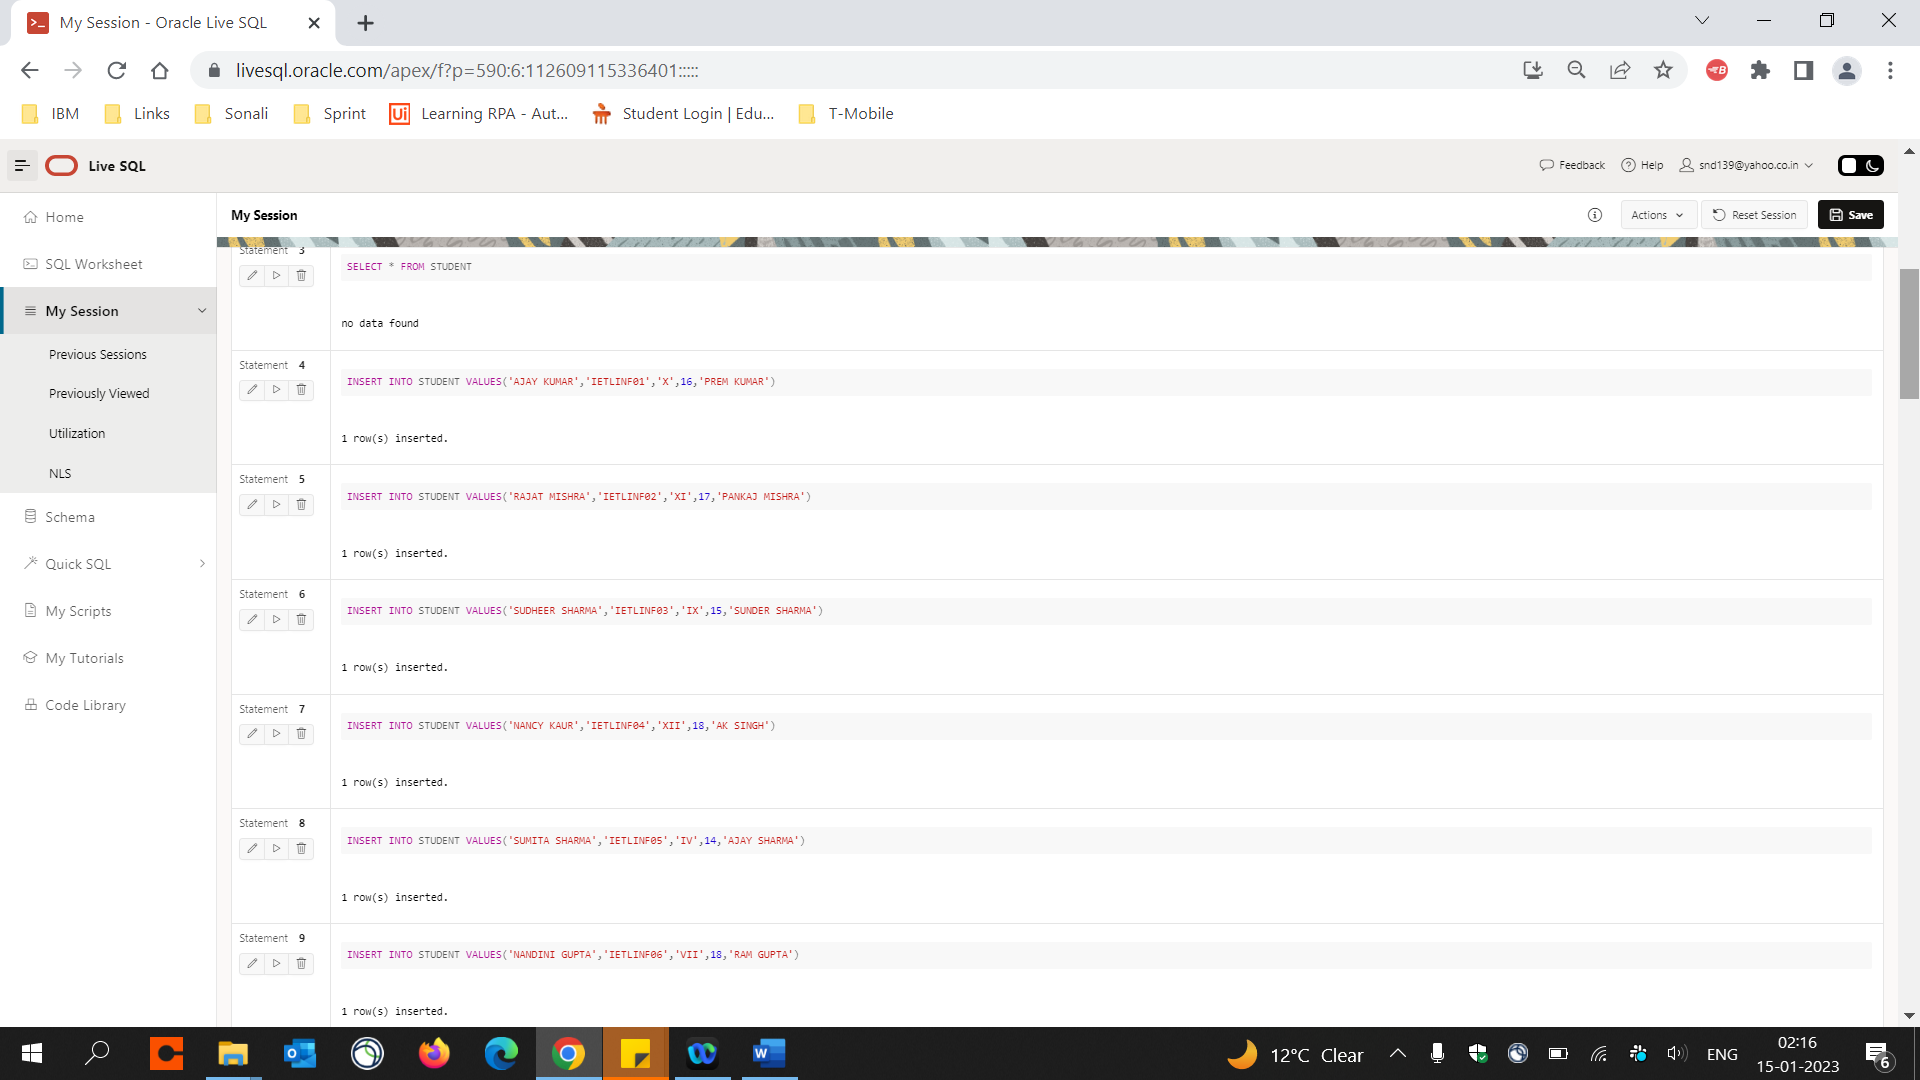 My Session - Oracle Live SQL
livesql.oracle.com/apex/f?p=590:6:112609115336401:::::
IBM
Links
Sonali
Sprint
Learning RPA - Aut...
Student Login | Edu...
T-Mobile
Live SQL
Feedback
Help
snd139@yahoo.co.in
Home
SQL Worksheet
My Session
Previous Sessions
Previously Viewed
Utilization
NLS
Schema
Quick SQL
My Scripts
My Tutorials
Code Library
My Session
Actions
Reset Session
Save
Statement 3
SELECT * FROM STUDENT
no data found
Statement 4
INSERT INTO STUDENT VALUES('AJAY KUMAR','IETLINF01','X',16,'PREM KUMAR')
1 row(s) inserted.
Statement 5
INSERT INTO STUDENT VALUES('RAJAT MISHRA','IETLINF02','XI',17,'PANKAJ MISHRA')
1 row(s) inserted.
Statement 6
INSERT INTO STUDENT VALUES('SUDHEER SHARMA','IETLINF03','IX',15,'SUNDER SHARMA')
1 row(s) inserted.
Statement 7
INSERT INTO STUDENT VALUES('NANCY KAUR','IETLINF04','XII',18,'AK SINGH')
1 row(s) inserted.
Statement 8
INSERT INTO STUDENT VALUES('SUMITA SHARMA','IETLINF05','IV',14,'AJAY SHARMA')
1 row(s) inserted.
Statement 9
INSERT INTO STUDENT VALUES('NANDINI GUPTA','IETLINF06','VII',18,'RAM GUPTA')
1 row(s) inserted.
12°C Clear
ENG
02:16
15-01-2023
6